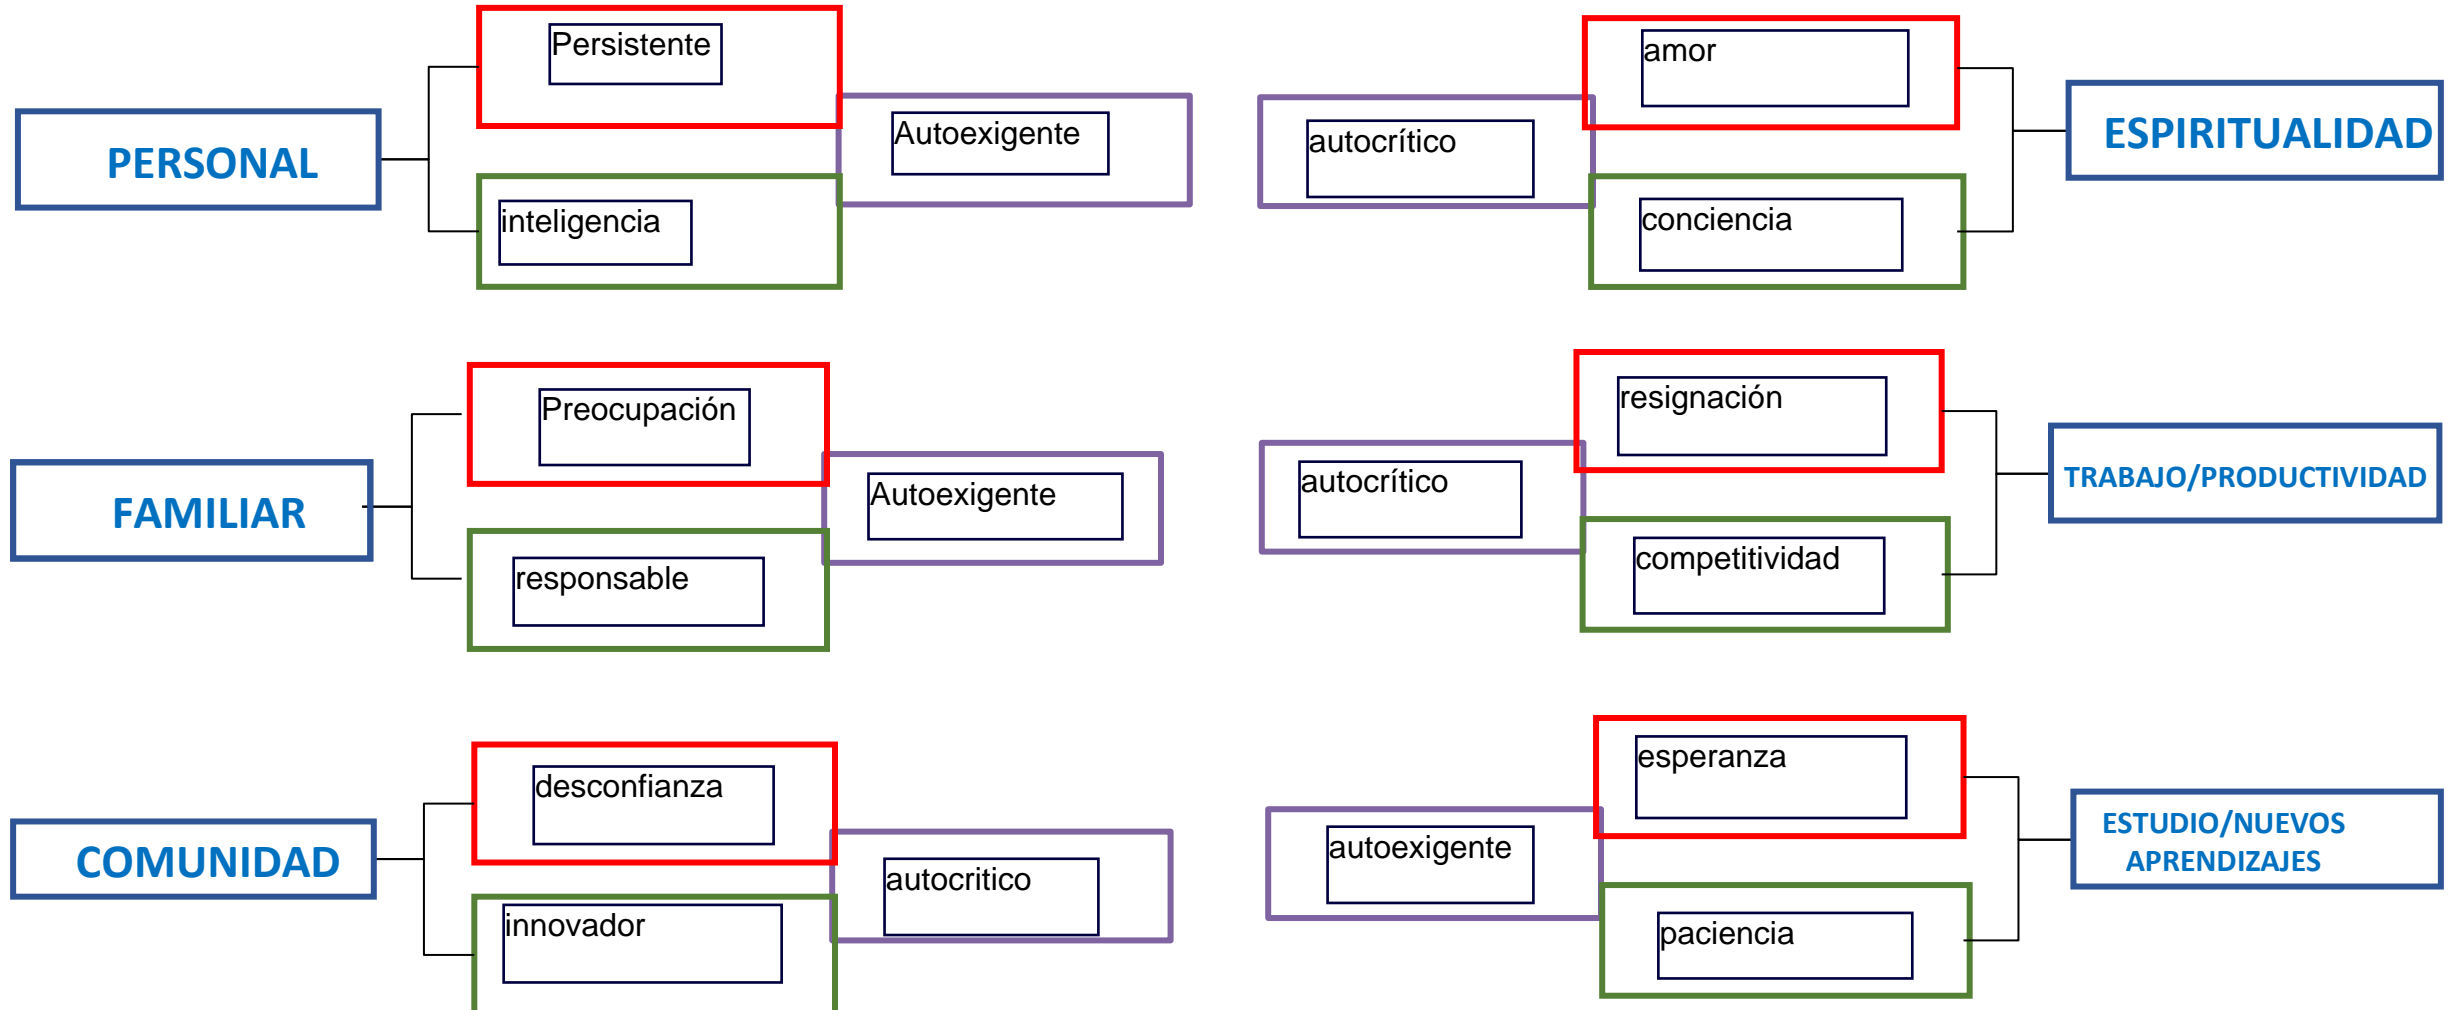 PERSONAL
Persistente
inteligencia
Autoexigente
autocrítico
amor
conciencia
ESPIRITUALIDAD
FAMILIAR
Preocupación
responsable
Autoexigente
autocrítico
resignación
competitividad
TRABAJO/PRODUCTIVIDAD
COMUNIDAD
desconfianza
innovador
autocritico
autoexigente
esperanza
paciencia
ESTUDIO/NUEVOS
APRENDIZAJES